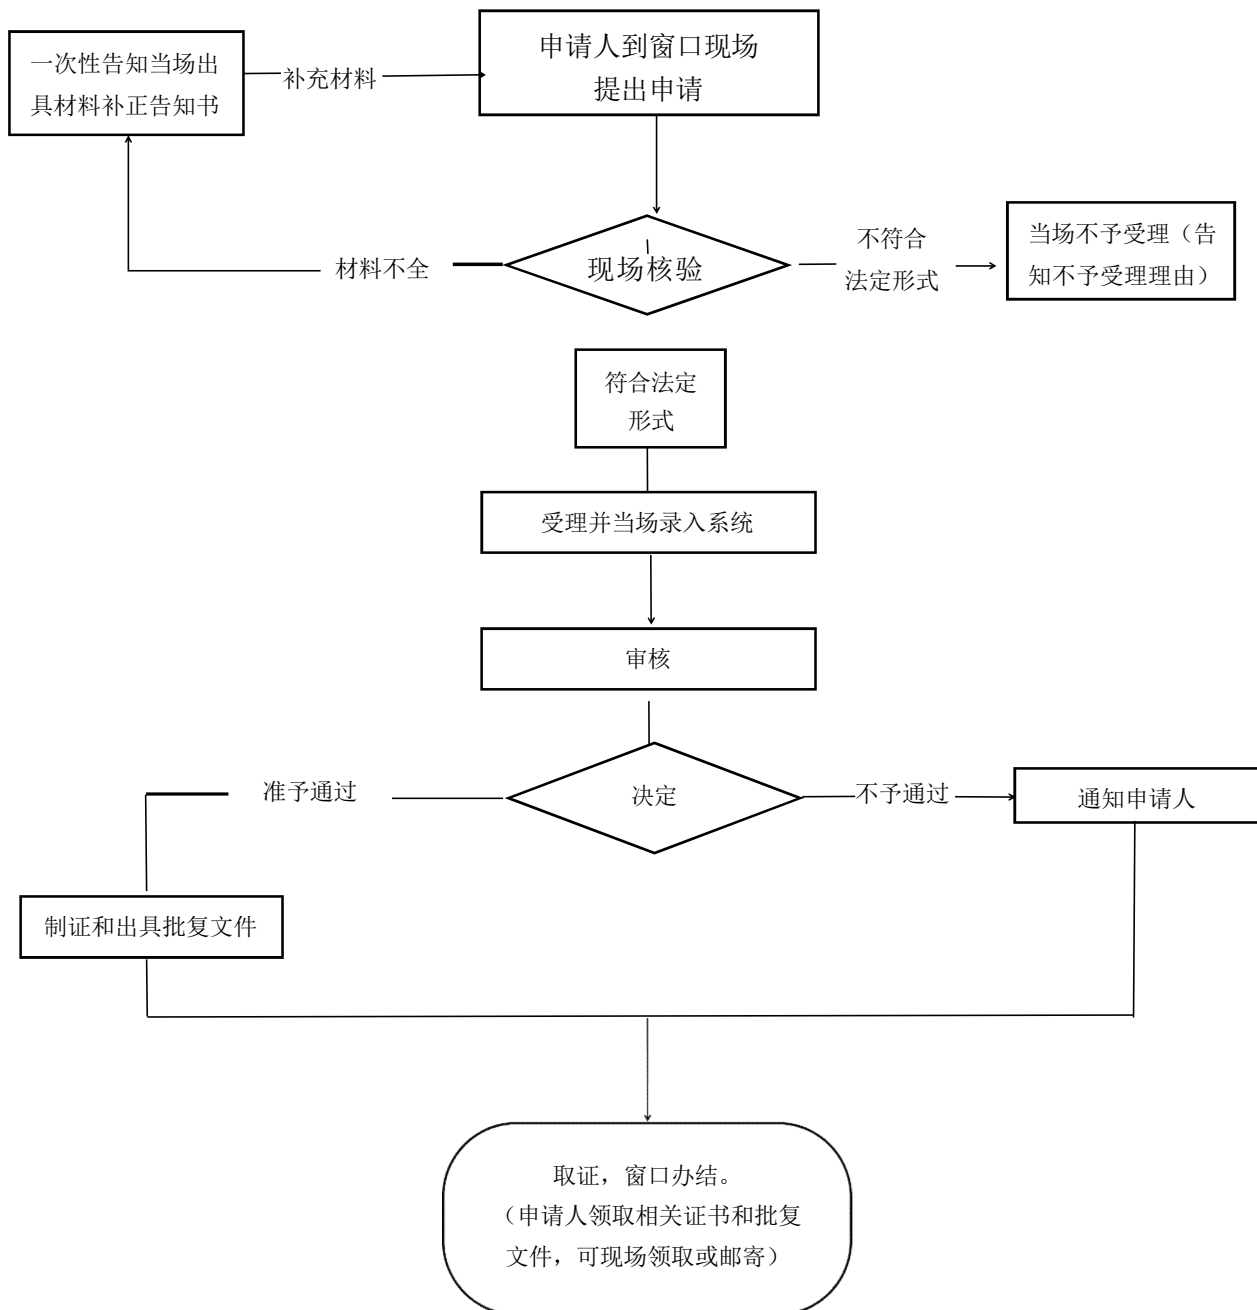 申请人到窗口现场
提出申请
一次性告知当场出
具材料补正告知书
补充材料
不符合
法定形式
当场不予受理（告
知不予受理理由）
材料不全
现场核验
符合法定
形式
受理并当场录入系统
审核
准予通过
决定
不予通过
通知申请人
制证和出具批复文件
取证，窗口办结。
（申请人领取相关证书和批复
文件，可现场领取或邮寄）